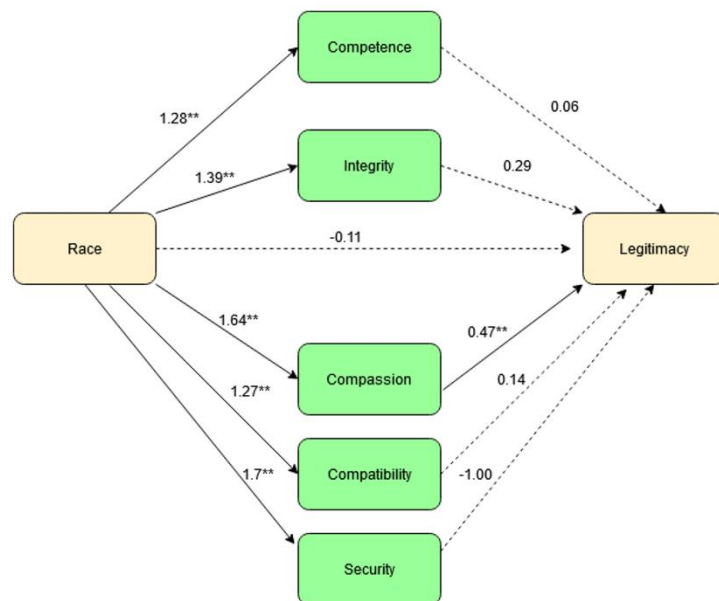 Competence
1.28**
0.06
Integrity
1.39**
0.29
Race
-0.11
Legitimacy
1.64**
Compassion
0.47**
1.27**
0.14
Compatibility
1.7**
-1.00
Security